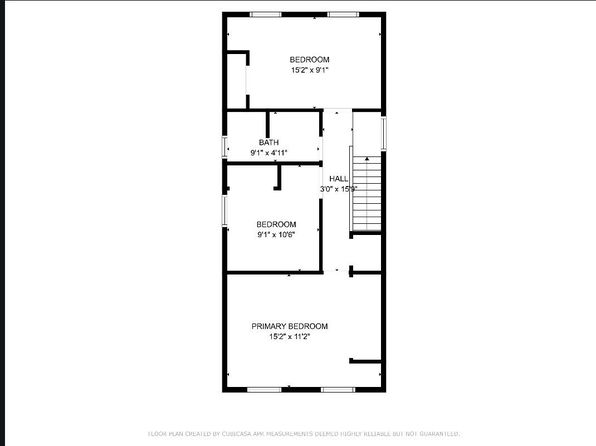 BEDROOM
15'2" x 9'1"
BATH
9'1" x 4'11"
HALL
3'0" x 15'9"
BEDROOM
9'1" x 10'6"
PRIMARY BEDROOM
15'2" x 11'2"
FLOOR PLAN CREATED BY CUBICASA APP. MEASUREMENTS DEEMED HIGHLY RELIABLE BUT NOT GUARANTEED.